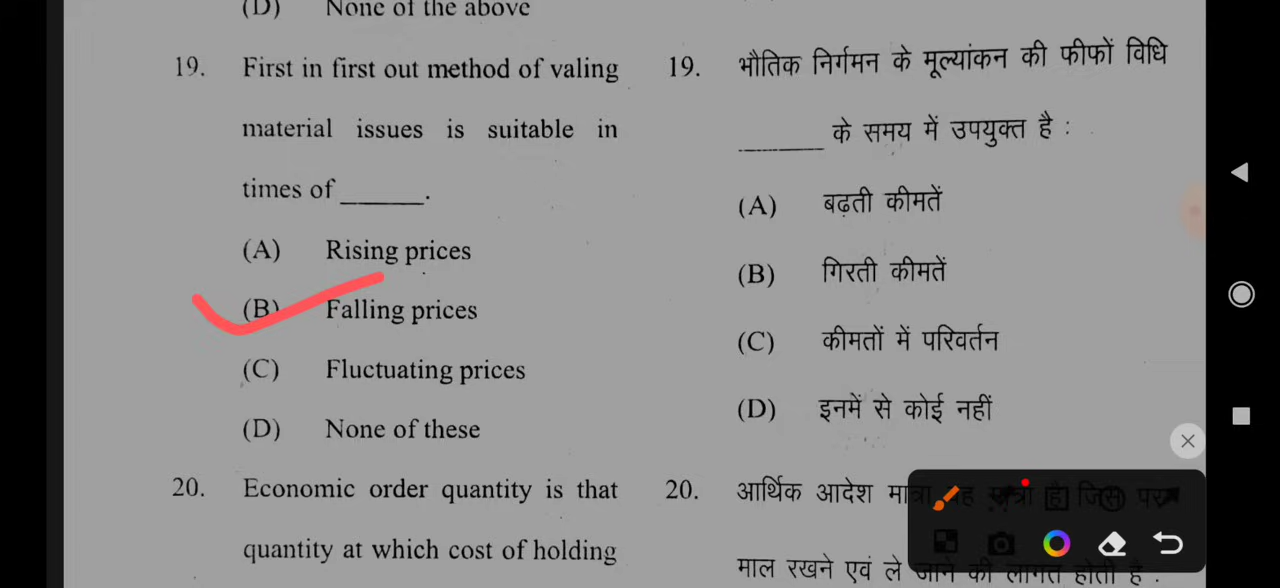 (D) None of the above
19. First in first out method of valing
material issues is suitable in
times of ______.
(A) Rising prices
(B) Falling prices
(C) Fluctuating prices
(D) None of these
20. Economic order quantity is that
quantity at which cost of holding
19. भौतिक निर्गमन के मूल्यांकन की फीफों विधि
______ के समय में उपयुक्त है :
(A) बढ़ती कीमतें
(B) गिरती कीमतें
(C) कीमतों में परिवर्तन
(D) इनमें से कोई नहीं
20. आर्थिक आदेश मात्रा वह मात्रा है जिस पर
माल रखने एवं ले जाने की लागत होती है